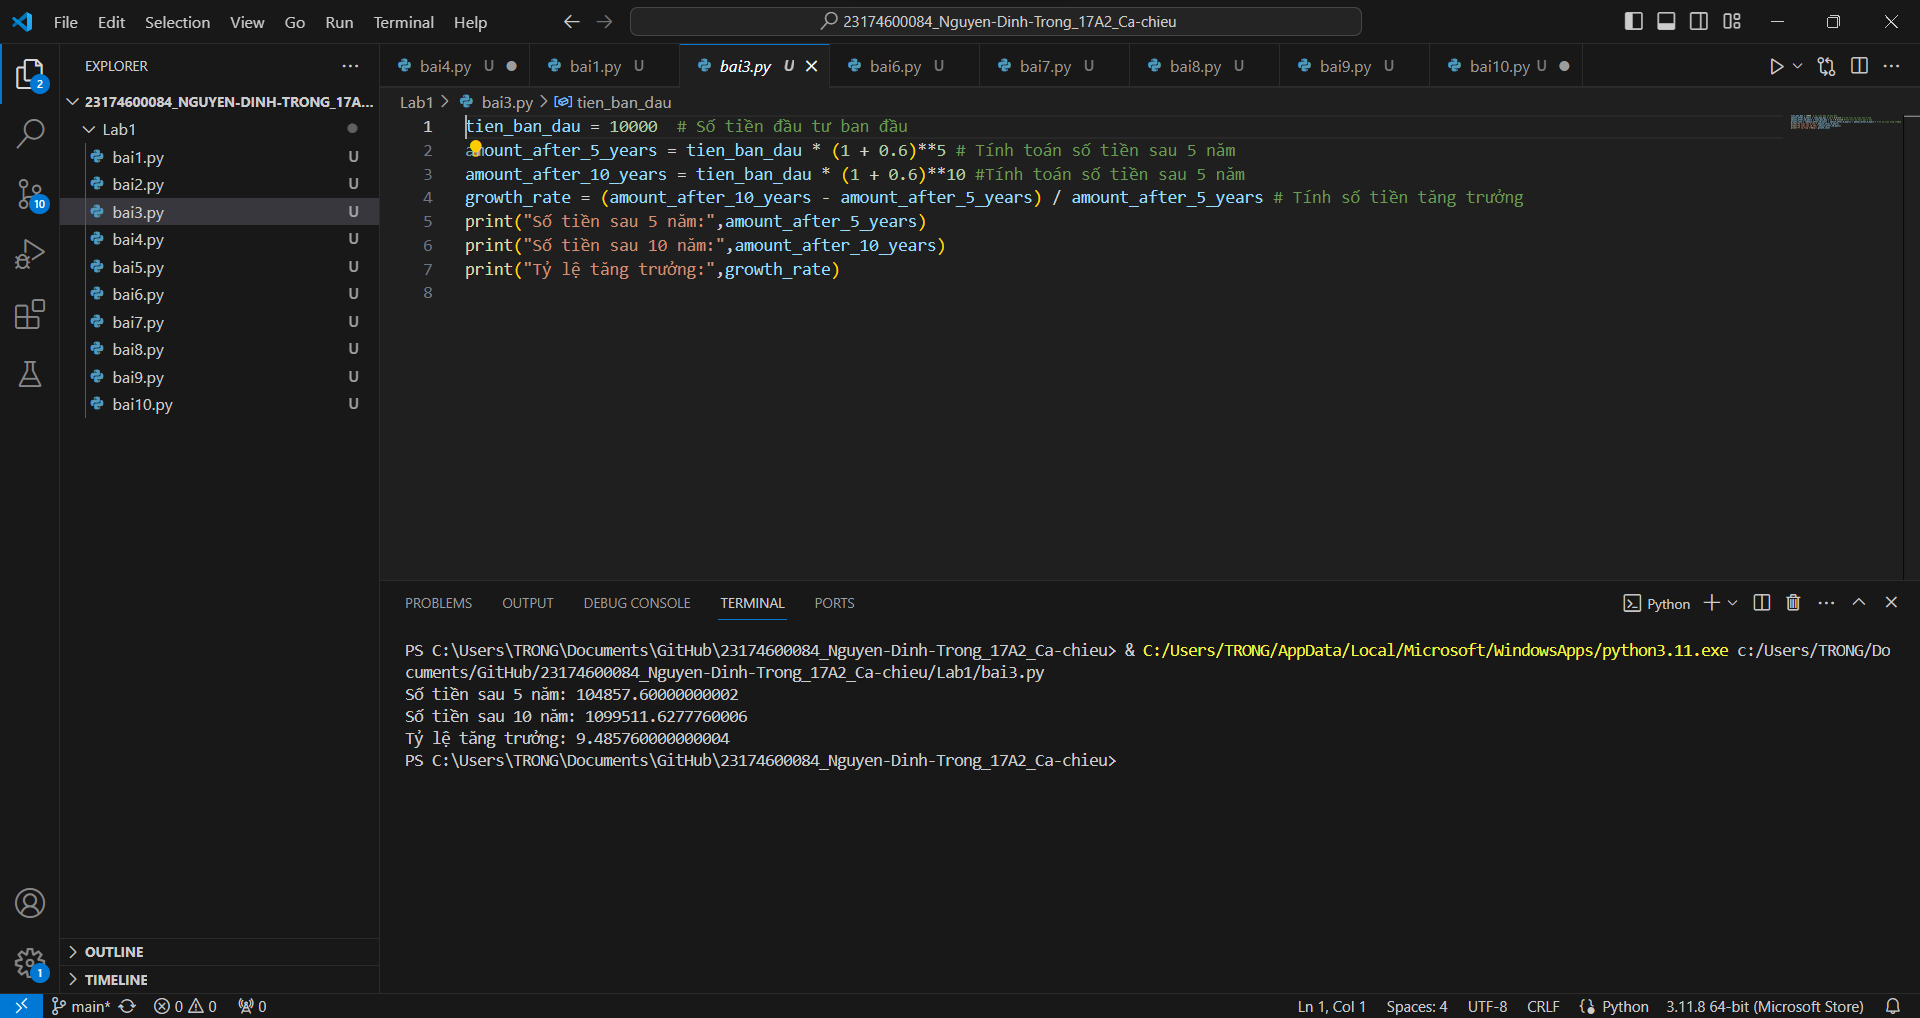 File Edit Selection View Go Run Terminal Help
23174600084_Nguyen-Dinh-Trong_17A2_Ca-chieu
EXPLORER
23174600084_NGUYEN-DINH-TRONG_17A...
Lab1
bai1.py U
bai2.py U
bai3.py U
bai4.py U
bai5.py U
bai6.py U
bai7.py U
bai8.py U
bai9.py U
bai10.py U
OUTLINE
TIMELINE
2
10
1
bai4.py U bai1.py U bai3.py U bai6.py U bai7.py U bai8.py U bai9.py U bai10.py U
Lab1 > bai3.py > tien_ban_dau
1 tien_ban_dau = 10000  # Số tiền đầu tư ban đầu
2 amount_after_5_years = tien_ban_dau * (1 + 0.6)**5 # Tính toán số tiền sau 5 năm
3 amount_after_10_years = tien_ban_dau * (1 + 0.6)**10 #Tính toán số tiền sau 5 năm
4 growth_rate = (amount_after_10_years - amount_after_5_years) / amount_after_5_years # Tính số tiền tăng trưởng
5 print("Số tiền sau 5 năm:",amount_after_5_years)
6 print("Số tiền sau 10 năm:",amount_after_10_years)
7 print("Tỷ lệ tăng trưởng:",growth_rate)
8
PROBLEMS OUTPUT DEBUG CONSOLE TERMINAL PORTS
Python
PS C:\Users\TRONG\Documents\GitHub\23174600084_Nguyen-Dinh-Trong_17A2_Ca-chieu> & C:/Users/TRONG/AppData/Local/Microsoft/WindowsApps/python3.11.exe c:/Users/TRONG/Do
cuments/GitHub/23174600084_Nguyen-Dinh-Trong_17A2_Ca-chieu/Lab1/bai3.py
Số tiền sau 5 năm: 104857.60000000002
Số tiền sau 10 năm: 1099511.6277760006
Tỷ lệ tăng trưởng: 9.485760000000004
PS C:\Users\TRONG\Documents\GitHub\23174600084_Nguyen-Dinh-Trong_17A2_Ca-chieu>
main* 0 0 0 Ln 1, Col 1 Spaces: 4 UTF-8 CRLF Python 3.11.8 64-bit (Microsoft Store)